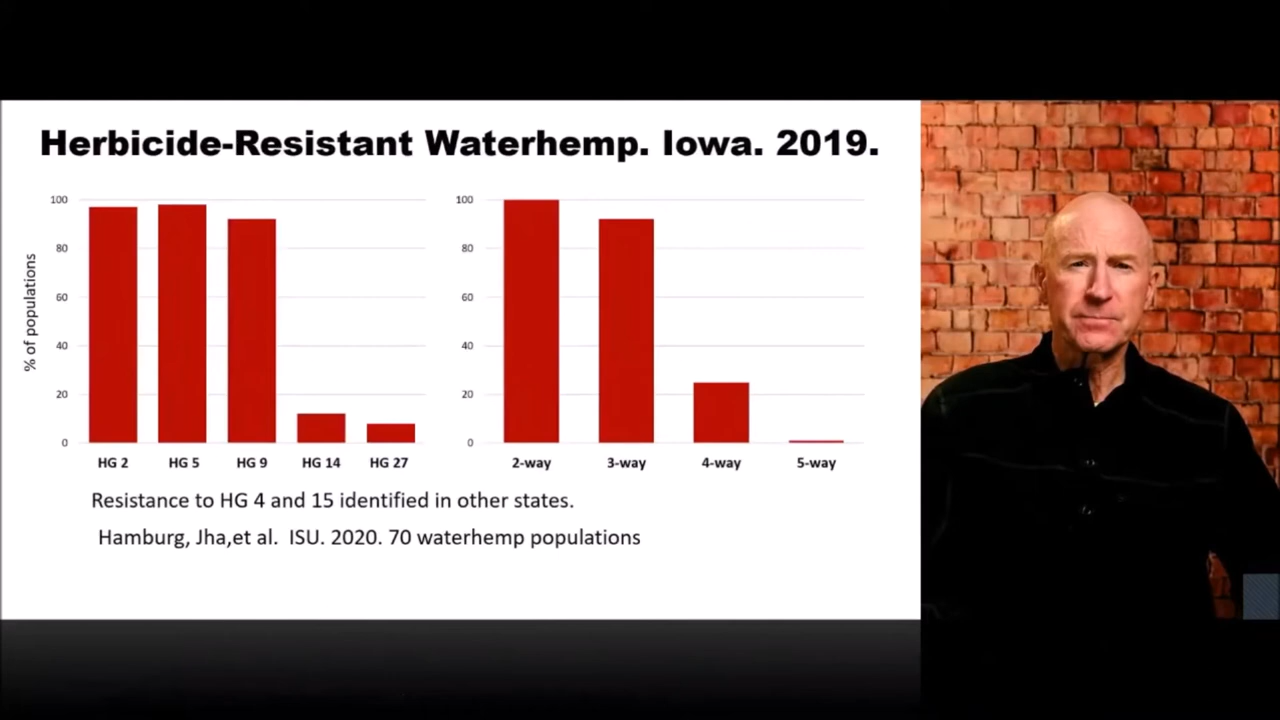 Herbicide-Resistant Waterhemp. Iowa. 2019.
% of populations
100
80
60
40
20
0
HG 2 HG 5 HG 9 HG 14 HG 27
100
80
60
40
20
0
2-way 3-way 4-way 5-way
Resistance to HG 4 and 15 identified in other states.
Hamburg, Jha,et al. ISU. 2020. 70 waterhemp populations